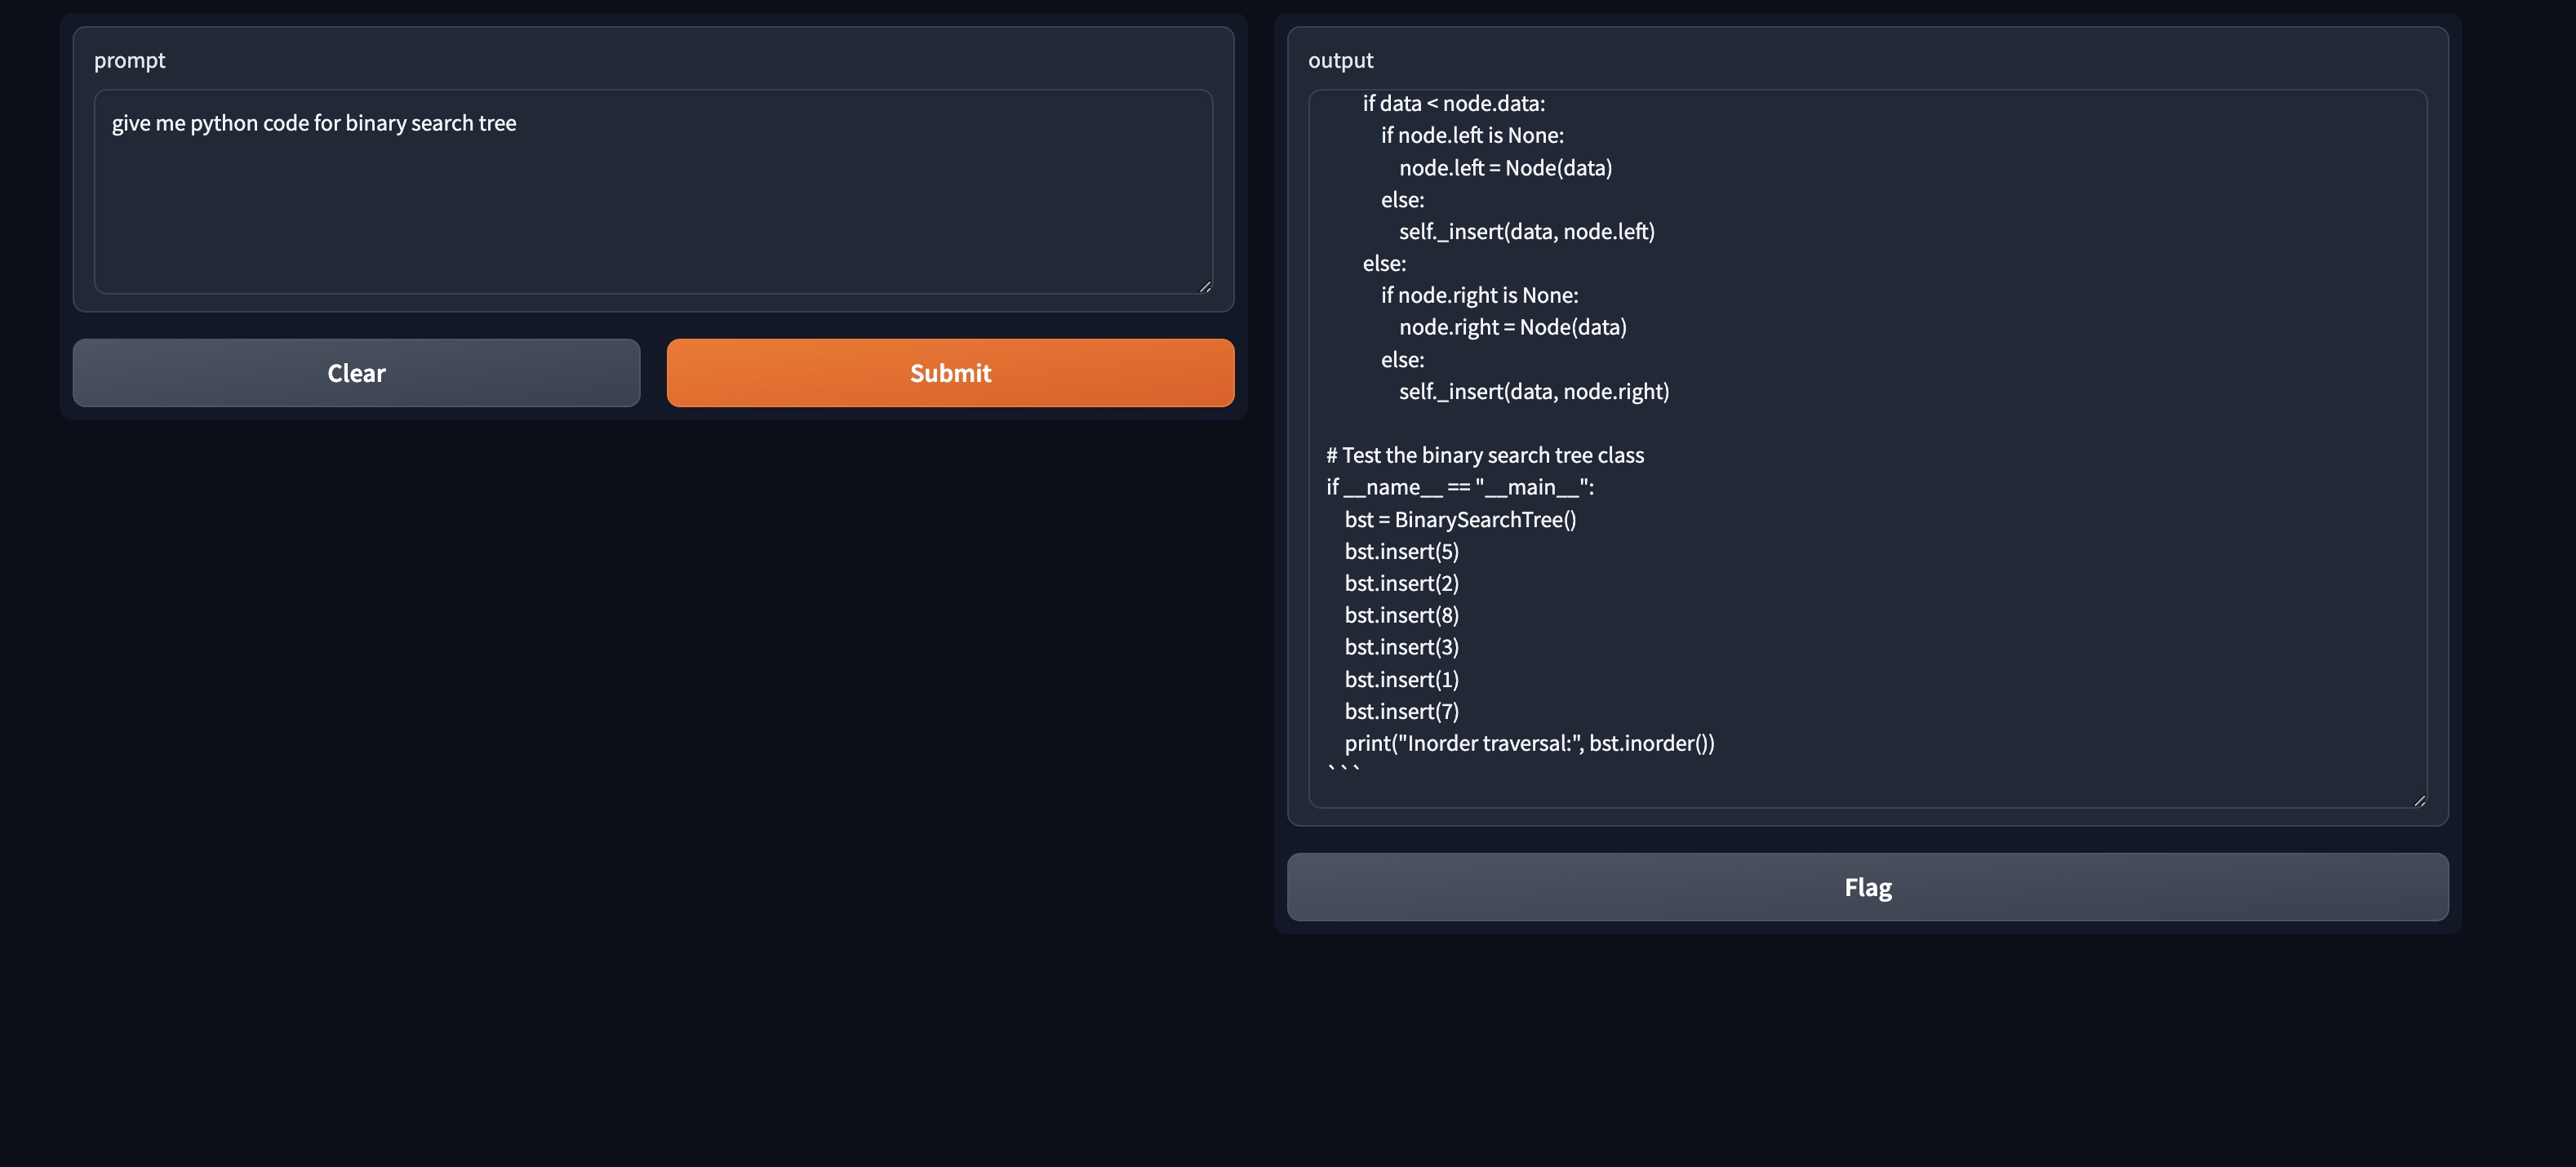 prompt
give me python code for binary search tree
Clear
Submit
output
        if data < node.data:
            if node.left is None:
                node.left = Node(data)
            else:
                self._insert(data, node.left)
        else:
            if node.right is None:
                node.right = Node(data)
            else:
                self._insert(data, node.right)

# Test the binary search tree class
if __name__ == "__main__":
    bst = BinarySearchTree()
    bst.insert(5)
    bst.insert(2)
    bst.insert(8)
    bst.insert(3)
    bst.insert(1)
    bst.insert(7)
    print("Inorder traversal:", bst.inorder())
```
Flag